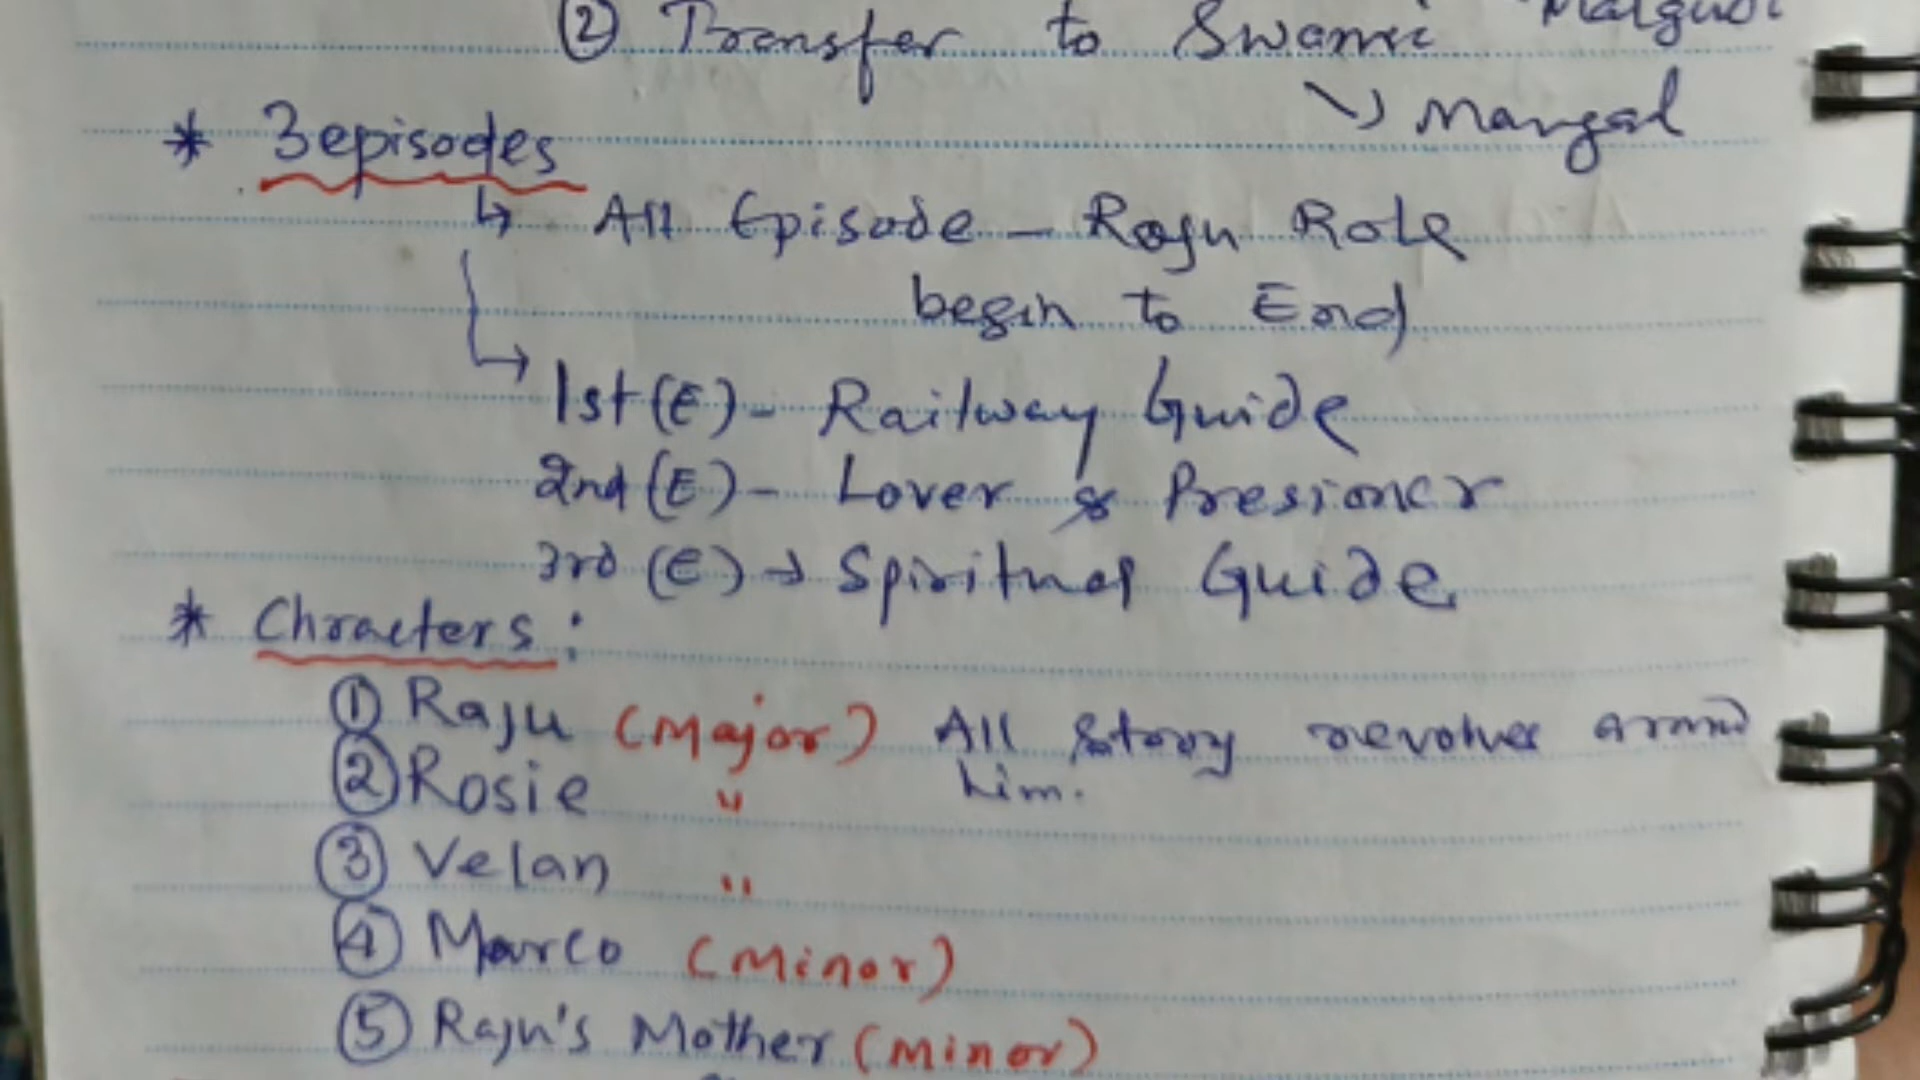 ② Transfer to Swami Malgudi
↘ Mangal
* 3 episodes
↳ All Episode - Raju Role
begin to End
→ 1st (E) - Railway Guide
2nd (E) - Lover & Presioner
3rd (E) → Spiritual Guide
* Chracters :
① Raju (Major) All Story revolves around
him.
② Rosie "
③ Velan "
④ Marco (Minor)
⑤ Raju's Mother (Minor)